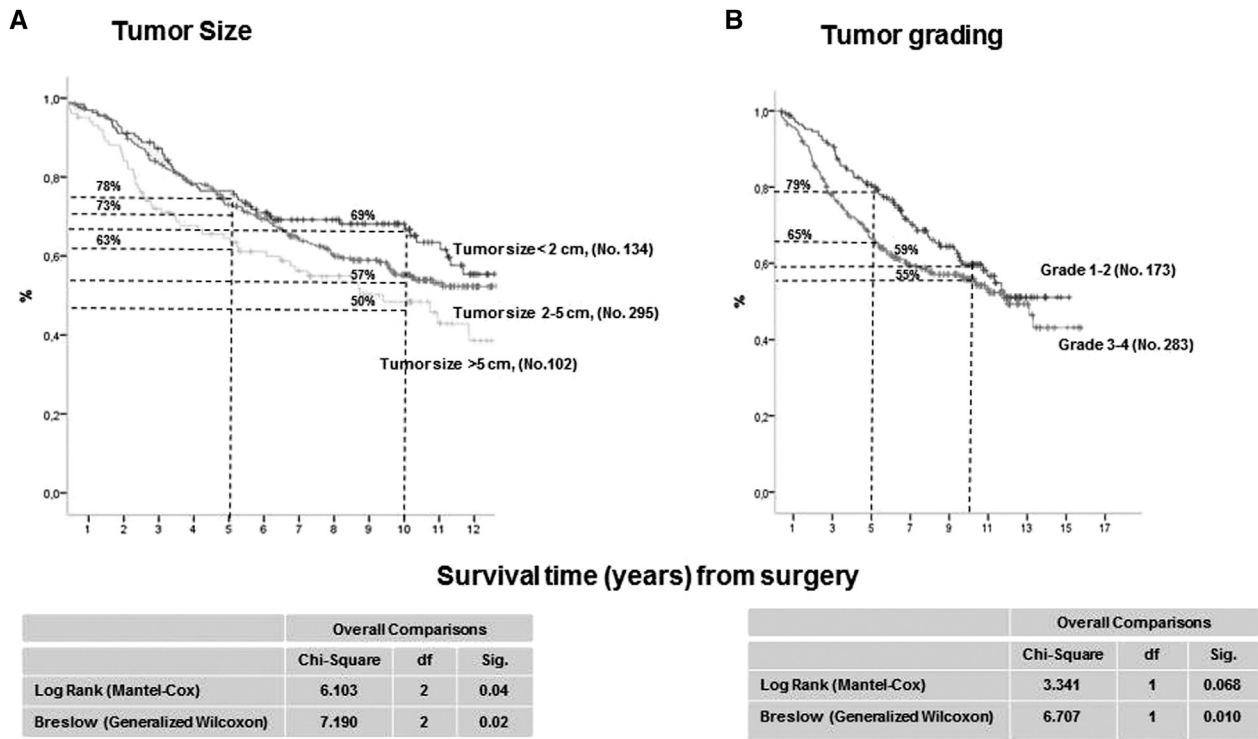 A
Tumor Size
1,0
0,8
0,6
0,4
0,2
0,0
%
78%
73%
63%
69%
57%
50%
Tumor size < 2 cm, (No. 134)
Tumor size 2-5 cm, (No. 295)
Tumor size >5 cm, (No.102)
1 2 3 4 5 6 7 8 9 10 11 12
B
Tumor grading
1,0
0,8
0,6
0,4
0,2
0,0
%
79%
65%
59%
55%
Grade 1-2 (No. 173)
Grade 3-4 (No. 283)
1 3 5 7 9 11 13 15 17
Survival time (years) from surgery
Overall Comparisons
Chi-Square df Sig.
Log Rank (Mantel-Cox) 6.103 2 0.04
Breslow (Generalized Wilcoxon) 7.190 2 0.02
Overall Comparisons
Chi-Square df Sig.
Log Rank (Mantel-Cox) 3.341 1 0.068
Breslow (Generalized Wilcoxon) 6.707 1 0.010